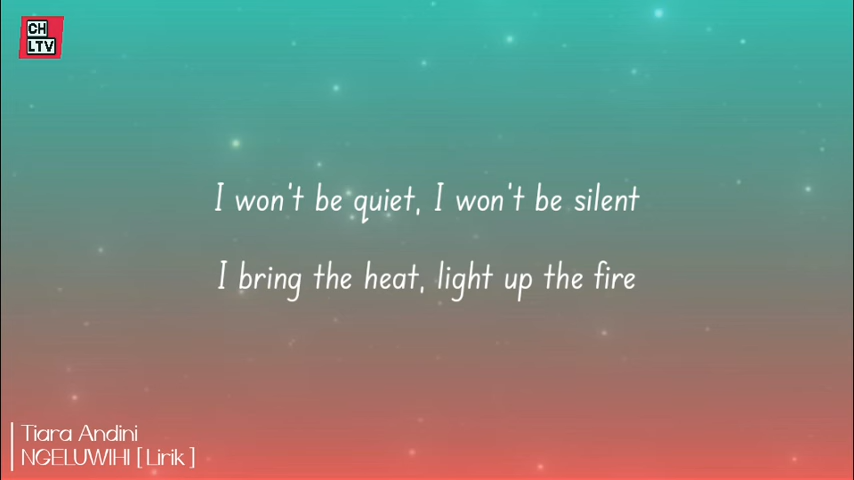 CH
LTV
I won't be quiet, I won't be silent
I bring the heat, light up the fire
Tiara Andini
NGELUWIHI [ Lirik ]